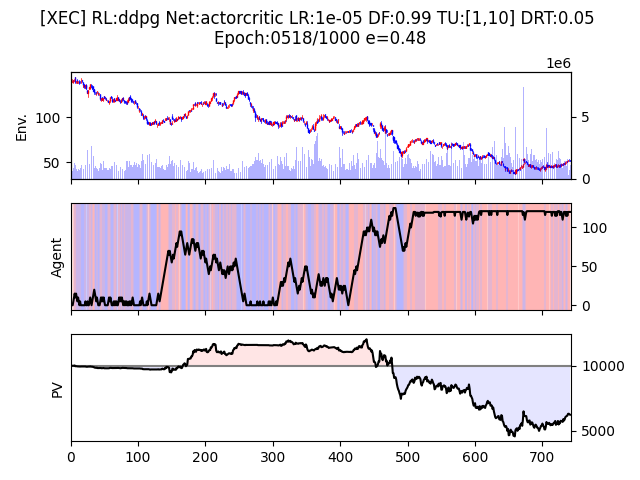 [XEC] RL:ddpg Net:actorcritic LR:1e-05 DF:0.99 TU:[1,10] DRT:0.05
Epoch:0518/1000 e=0.48
1e6
Env.
100
50
5
0
Agent
100
50
0
PV
10000
5000
0 100 200 300 400 500 600 700